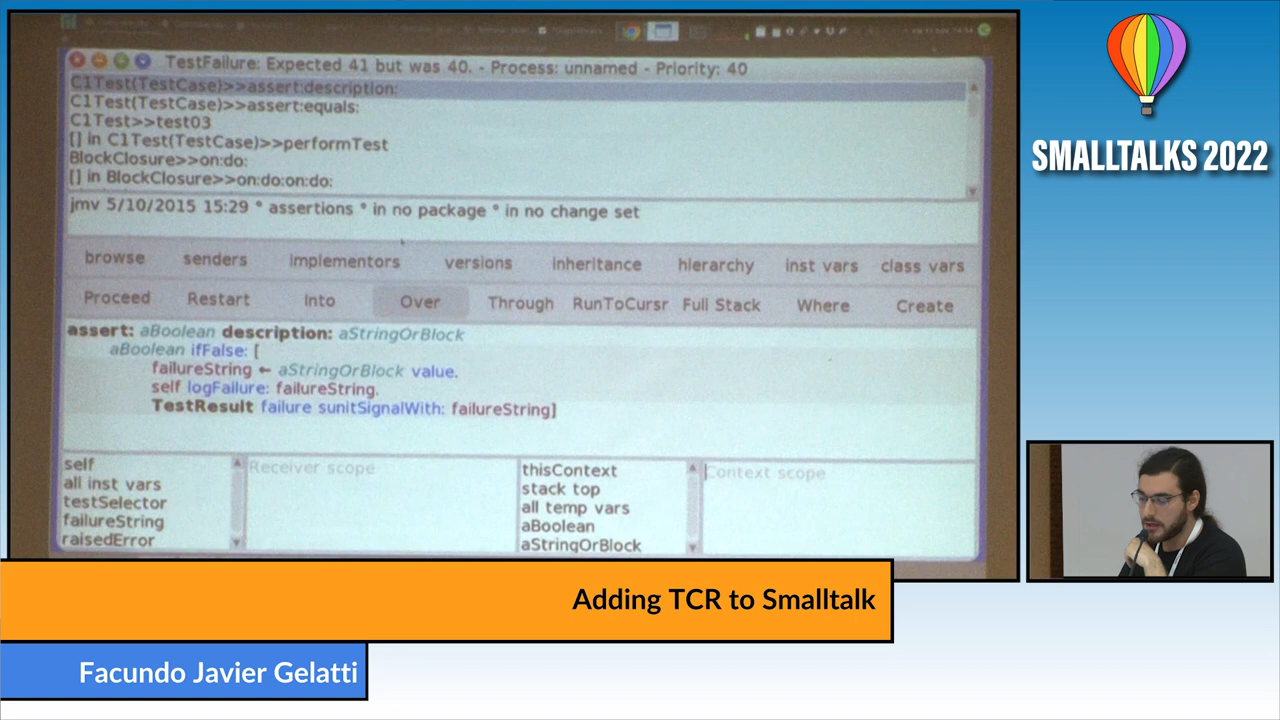 TestFailure: Expected 41 but was 40. - Process: unnamed - Priority: 40
C1Test(TestCase)>>assert:description:
C1Test(TestCase)>>assert:equals:
C1Test>>test03
[] in C1Test(TestCase)>>performTest
BlockClosure>>on:do:
[] in BlockClosure>>on:do:on:do:
jmv 5/10/2015 15:29 * assertions * in no package * in no change set
browse senders implementors versions inheritance hierarchy inst vars class vars
Proceed Restart Into Over Through RunToCursr Full Stack Where Create
assert: aBoolean description: aStringOrBlock
aBoolean ifFalse: [
failureString ← aStringOrBlock value.
self logFailure: failureString.
TestResult failure sunitSignalWith: failureString]
self
all inst vars
testSelector
failureString
raisedError
Receiver scope
thisContext
stack top
all temp vars
aBoolean
aStringOrBlock
Context scope
SMALLTALKS 2022
Adding TCR to Smalltalk
Facundo Javier Gelatti